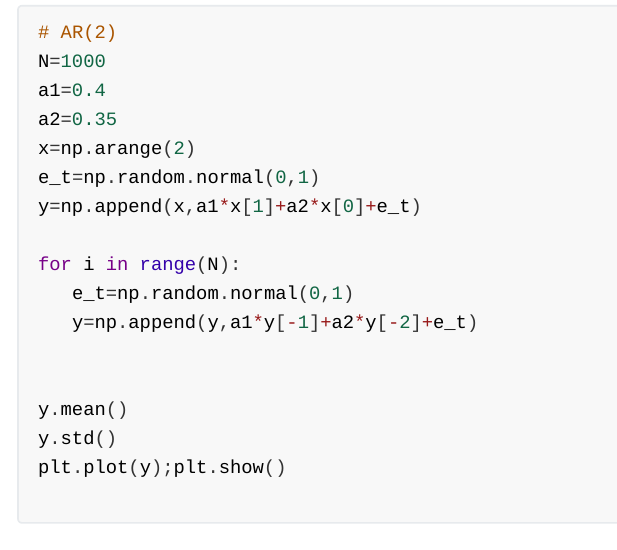 # AR(2)
N=1000
a1=0.4
a2=0.35
x=np.arange(2)
e_t=np.random.normal(0,1)
y=np.append(x,a1*x[1]+a2*x[0]+e_t)
for i in range(N):
   e_t=np.random.normal(0,1)
   y=np.append(y,a1*y[-1]+a2*y[-2]+e_t)
y.mean()
y.std()
plt.plot(y);plt.show()